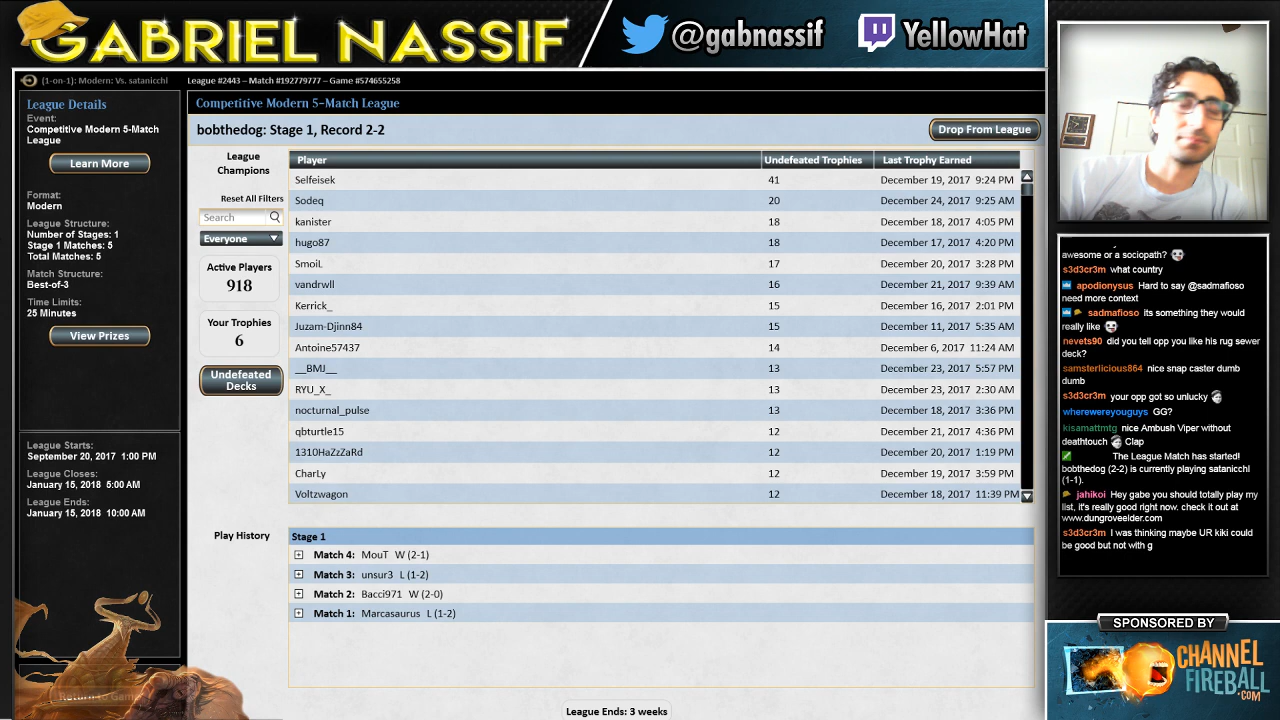 GABRIEL NASSIF
@gabnassif
YellowHat
(1-on-1): Modern: Vs. satanicchi
League #2443 – Match #192779777 – Game #574655258
League Details
Event:
Competitive Modern 5-Match
League
Learn More
Format:
Modern
League Structure:
Number of Stages: 1
Stage 1 Matches: 5
Total Matches: 5
Match Structure:
Best-of-3
Time Limits:
25 Minutes
View Prizes
League Starts:
September 20, 2017 1:00 PM
League Closes:
January 15, 2018 5:00 AM
League Ends:
January 15, 2018 10:00 AM
Competitive Modern 5-Match League
bobthedog: Stage 1, Record 2-2
Drop From League
League
Champions
Reset All Filters
Search
Everyone
Active Players
918
Your Trophies
6
Undefeated
Decks
Player Undefeated Trophies Last Trophy Earned
Selfeisek 41 December 19, 2017 9:24 PM
Sodeq 20 December 24, 2017 9:25 AM
kanister 18 December 18, 2017 4:05 PM
hugo87 18 December 17, 2017 4:20 PM
SmoiL 17 December 20, 2017 3:28 PM
vandrwll 16 December 21, 2017 9:39 AM
Kerrick_ 15 December 16, 2017 2:01 PM
Juzam-Djinn84 15 December 11, 2017 5:35 AM
Antoine57437 14 December 6, 2017 11:24 AM
__BMJ__ 13 December 23, 2017 5:57 PM
RYU_X_ 13 December 23, 2017 2:30 AM
nocturnal_pulse 13 December 18, 2017 3:36 PM
qbturtle15 12 December 21, 2017 4:36 PM
1310HaZzZaRd 12 December 20, 2017 1:19 PM
CharLy 12 December 19, 2017 3:59 PM
Voltzwagon 12 December 18, 2017 11:39 PM
Play History
Stage 1
Match 4: MouT W (2-1)
Match 3: unsur3 L (1-2)
Match 2: Bacci971 W (2-0)
Match 1: Marcasaurus L (1-2)
League Ends: 3 weeks
awesome or a sociopath?
s3d3cr3m what country
apodionysus Hard to say @sadmafioso
need more context
sadmafioso its something they would
really like
nevets90 did you tell opp you like his rug sewer
deck?
samsterlicious864 nice snap caster dumb
dumb
s3d3cr3m your opp got so unlucky
wherewereyouguys GG?
kisamattmtg nice Ambush Viper without
deathtouch Clap
The League Match has started!
bobthedog (2-2) is currently playing satanicchI
(1-1).
jahikoi Hey gabe you should totally play my
list, it's really good right now. check it out at
www.dungroveelder.com
s3d3cr3m I was thinking maybe UR kiki could
be good but not with g
SPONSORED BY
CHANNEL
FIREBALL
.COM